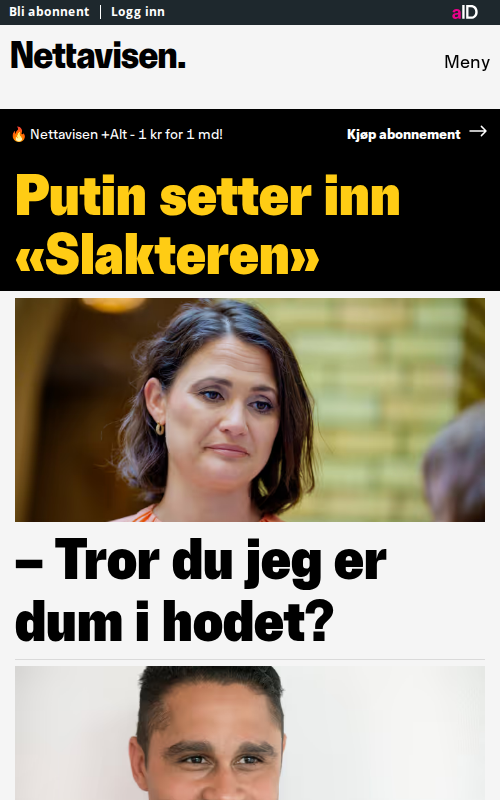 Bli abonnent | Logg inn
aID
Nettavisen.
Meny
🔥 Nettavisen +Alt - 1 kr for 1 md!
Kjøp abonnement →
Putin setter inn
«Slakteren»
– Tror du jeg er
dum i hodet?